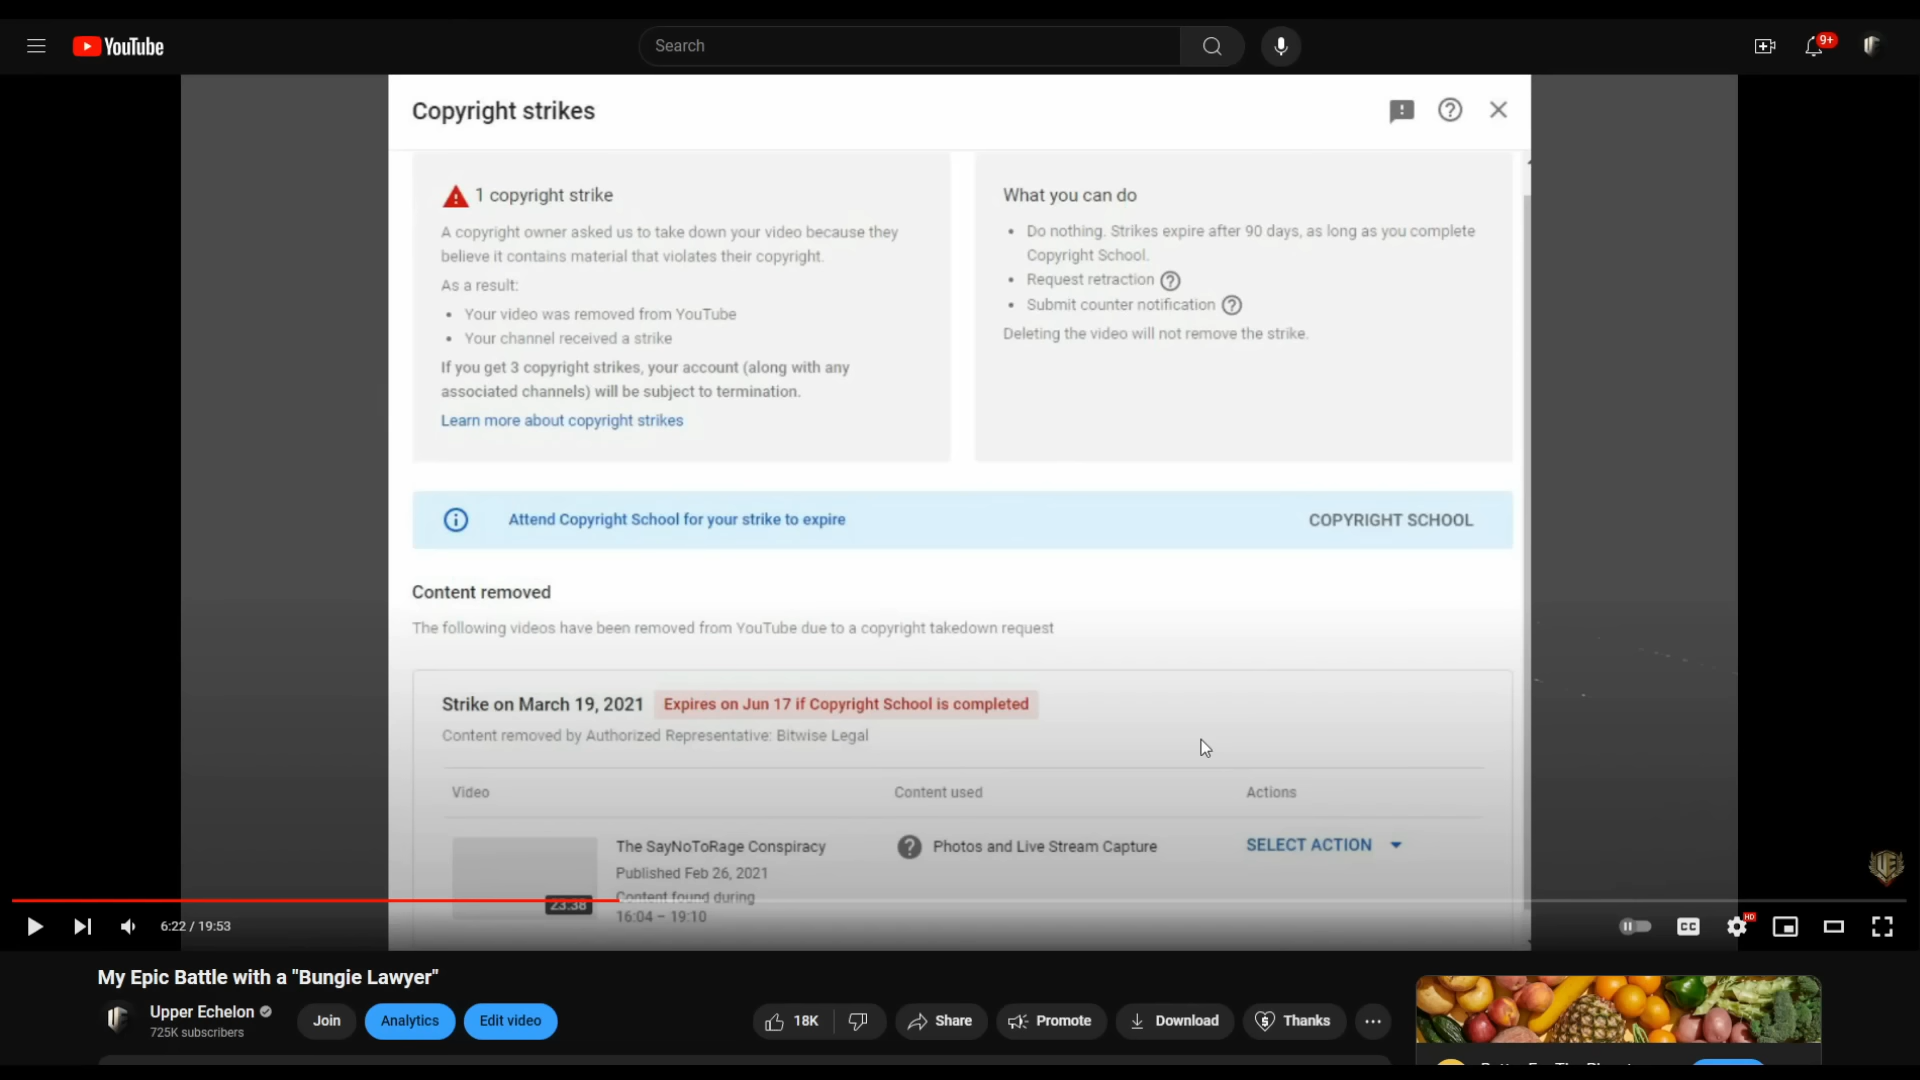 YouTube
Search
9+
Copyright strikes
1 copyright strike
A copyright owner asked us to take down your video because they
believe it contains material that violates their copyright.
As a result:
• Your video was removed from YouTube
• Your channel received a strike
If you get 3 copyright strikes, your account (along with any
associated channels) will be subject to termination.
Learn more about copyright strikes
What you can do
• Do nothing. Strikes expire after 90 days, as long as you complete
Copyright School.
• Request retraction
• Submit counter notification
Deleting the video will not remove the strike.
Attend Copyright School for your strike to expire
COPYRIGHT SCHOOL
Content removed
The following videos have been removed from YouTube due to a copyright takedown request
Strike on March 19, 2021 Expires on Jun 17 if Copyright School is completed
Content removed by Authorized Representative: Bitwise Legal
Video Content used Actions
The SayNoToRage Conspiracy
Published Feb 26, 2021
Content found during
16:04 – 19:10
23:38
Photos and Live Stream Capture
SELECT ACTION
UE
6:22 / 19:53
CC
HD
My Epic Battle with a "Bungie Lawyer"
Upper Echelon
725K subscribers
Join
Analytics
Edit video
18K
Share
Promote
Download
Thanks